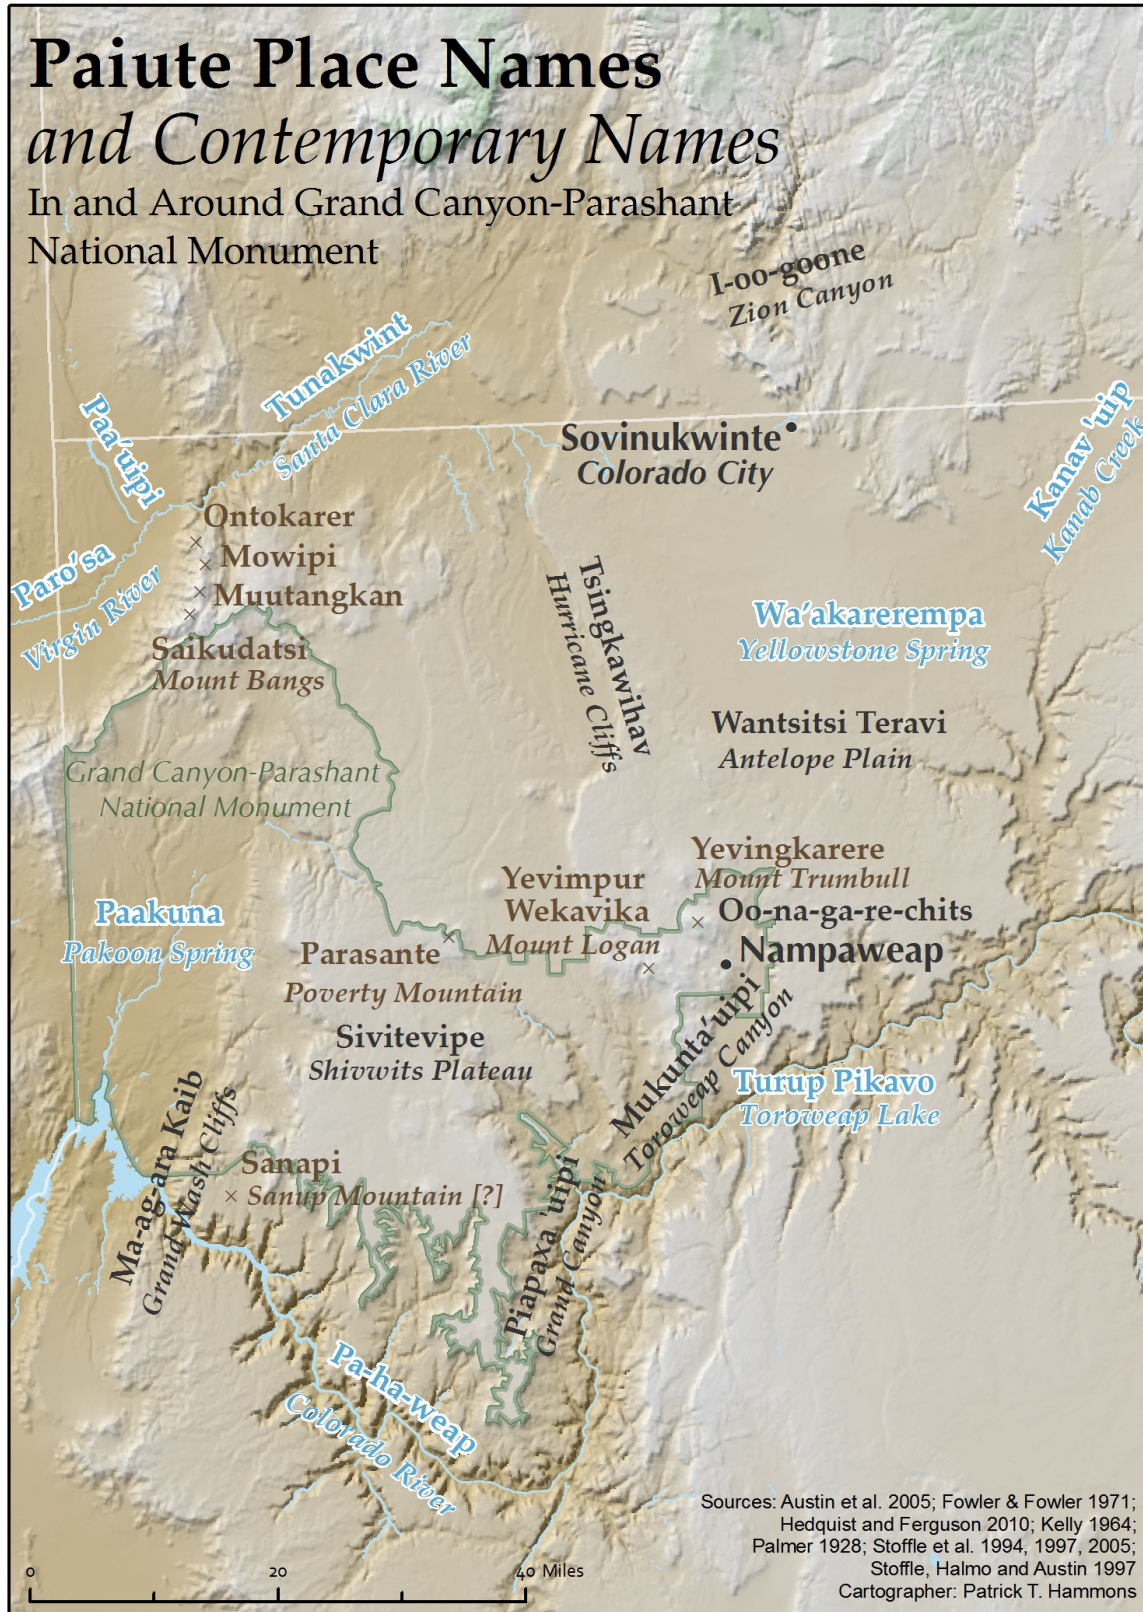 Paiute Place Names
and Contemporary Names
In and Around Grand Canyon-Parashant
National Monument
I-oo-goone
Zion Canyon
Tunakwint
Santa Clara River
Paa'uipi
Sovinukwinte
Colorado City
Kanav 'uip
Kanab Creek
Ontokarer
Mowipi
Muutangkan
Paro'sa
Virgin River
Saikudatsi
Mount Bangs
Tsingkawihav
Hurricane Cliffs
Wa'akarerempa
Yellowstone Spring
Wantsitsi Teravi
Antelope Plain
Grand Canyon-Parashant
National Monument
Yevingkarere
Mount Trumbull
Yevimpur
Wekavika
Mount Logan
Oo-na-ga-re-chits
Nampaweap
Paakuna
Pakoon Spring
Parasante
Poverty Mountain
Sivitevipe
Shivwits Plateau
Mukunta'uipi
Toroweap Canyon
Turup Pikavo
Toroweap Lake
Ma-ag-ara Kaib
Grand Wash Cliffs
Sanapi
Sanup Mountain [?]
Piapaxa 'uipi
Grand Canyon
Pa-ha-weap
Colorado River
Sources: Austin et al. 2005; Fowler & Fowler 1971;
Hedquist and Ferguson 2010; Kelly 1964;
Palmer 1928; Stoffle et al. 1994, 1997, 2005;
Stoffle, Halmo and Austin 1997
Cartographer: Patrick T. Hammons
0 20 40 Miles